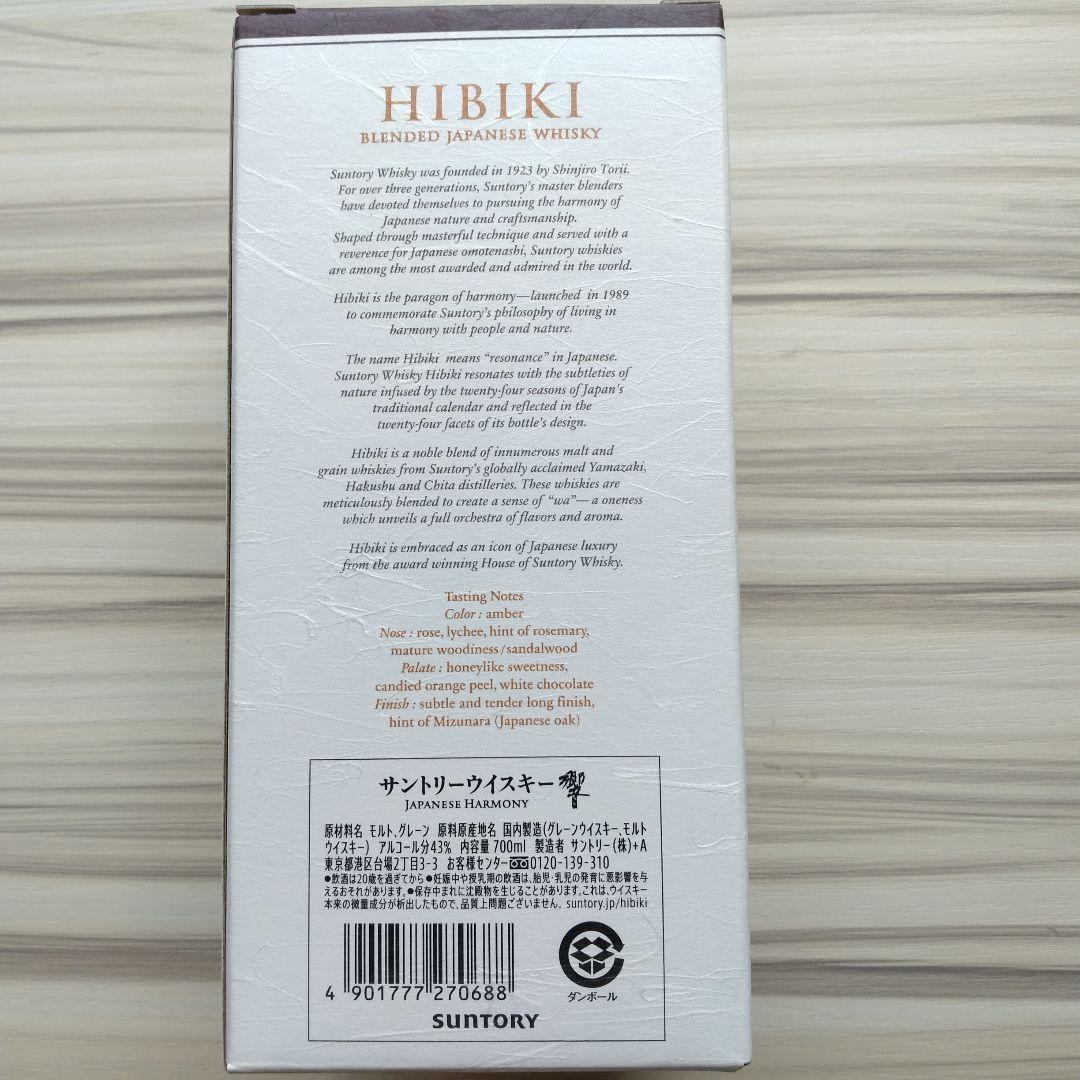 HIBIKI
BLENDED JAPANESE WHISKY
Suntory Whisky was founded in 1923 by Shinjiro Torii.
For over three generations, Suntory's master blenders
have devoted themselves to pursuing the harmony of
Japanese nature and craftsmanship.
Shaped through masterful technique and served with a
reverence for Japanese omotenashi, Suntory whiskies
are among the most awarded and admired in the world.
Hibiki is the paragon of harmony—launched in 1989
to commemorate Suntory's philosophy of living in
harmony with people and nature.
The name Hibiki means “resonance” in Japanese.
Suntory Whisky Hibiki resonates with the subtleties of
nature infused by the twenty-four seasons of Japan's
traditional calendar and reflected in the
twenty-four facets of its bottle's design.
Hibiki is a noble blend of innumerous malt and
grain whiskies from Suntory's globally acclaimed Yamazaki,
Hakushu and Chita distilleries. These whiskies are
meticulously blended to create a sense of “wa”— a oneness
which unveils a full orchestra of flavors and aroma.
Hibiki is embraced as an icon of Japanese luxury
from the award winning House of Suntory Whisky.
Tasting Notes
Color : amber
Nose : rose, lychee, hint of rosemary,
mature woodiness / sandalwood
Palate : honeylike sweetness,
candied orange peel, white chocolate
Finish : subtle and tender long finish,
hint of Mizunara (Japanese oak)
サントリーウイスキー 響
JAPANESE HARMONY
原材料名 モルト、グレーン 原料原産地名 国内製造(グレーンウイスキー、モルト
ウイスキー) アルコール分43% 内容量 700ml 製造者 サントリー(株)+A
東京都港区台場2丁目3-3 お客様センター 0120-139-310
●飲酒は20歳を過ぎてから ●妊娠中や授乳期の飲酒は、胎児・乳児の発育に悪影響を与
えるおそれがあります。●保存中まれに沈殿物を生じることがあります。これは、ウイスキー
本来の微量成分が析出したもので、品質上問題ございません。suntory.jp/hibiki
4 901777 270688
ダンボール
SUNTORY